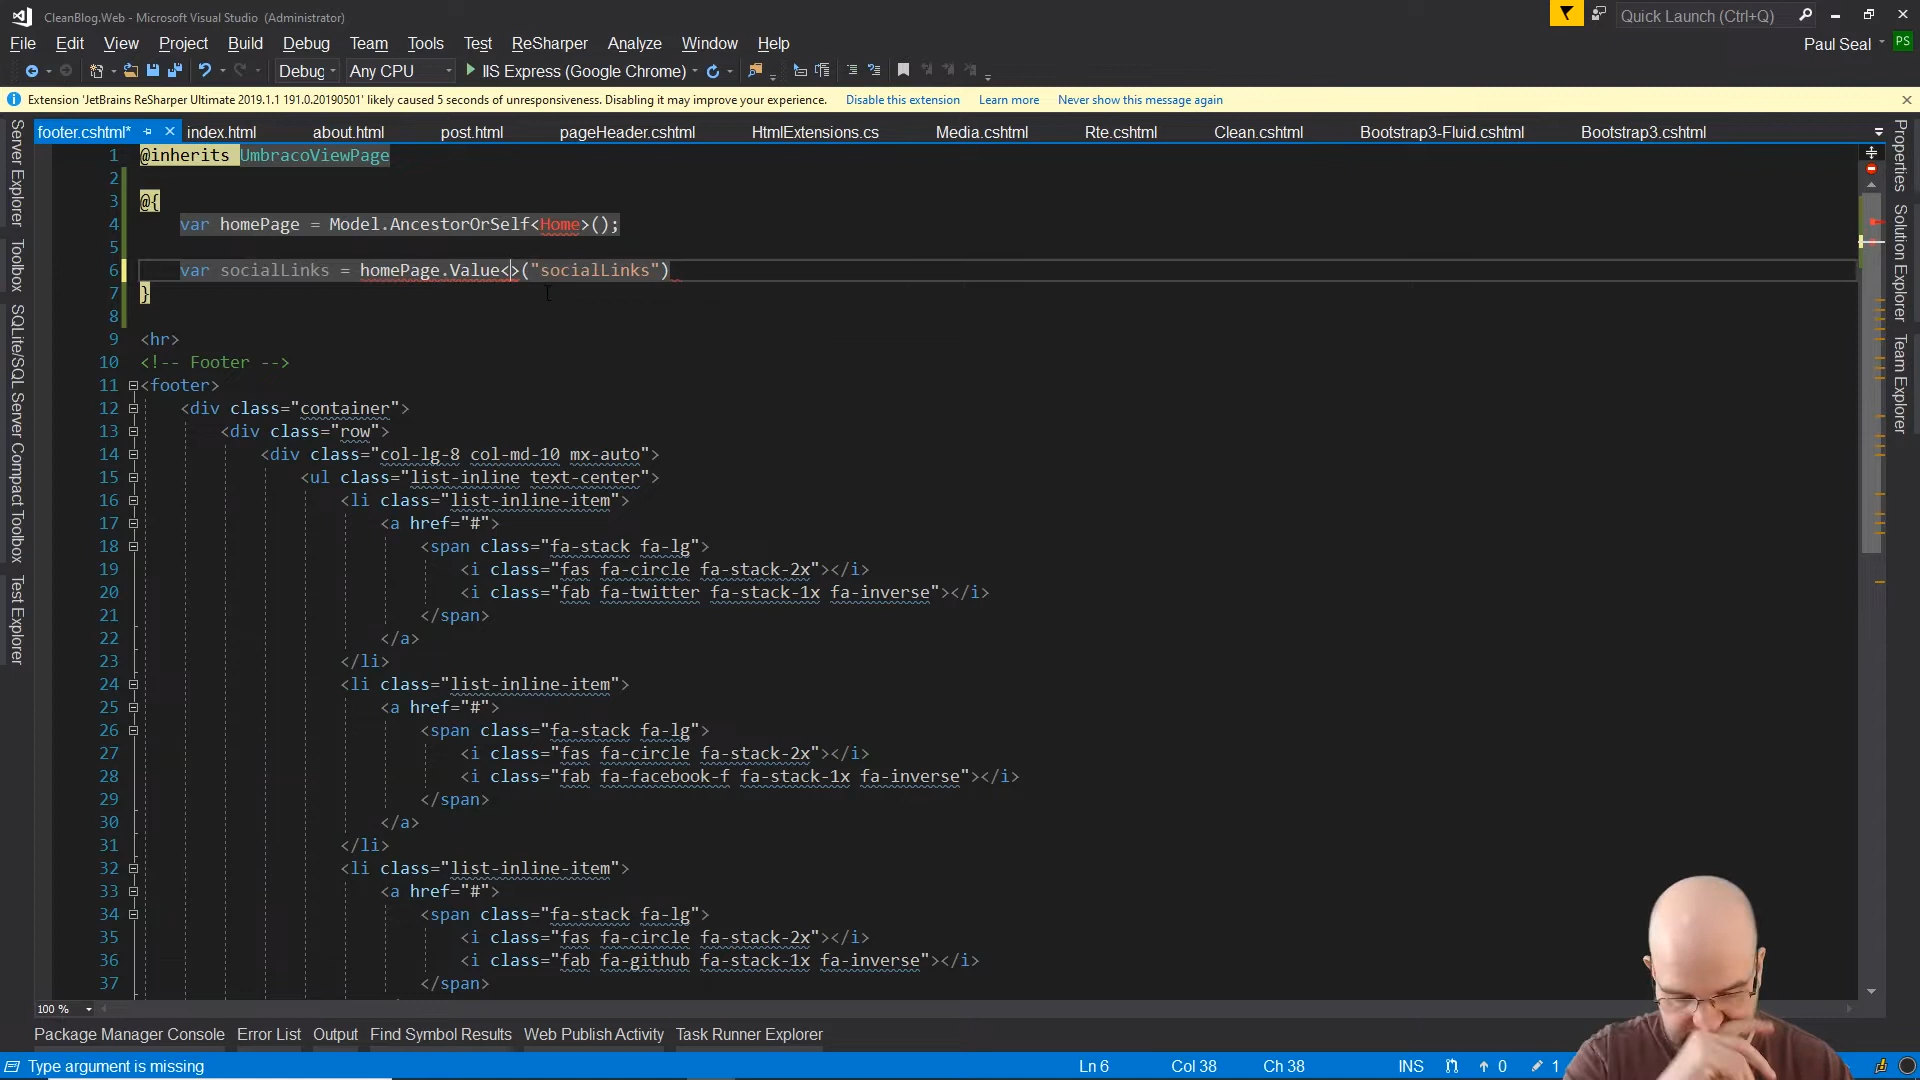 CleanBlog.Web - Microsoft Visual Studio (Administrator)
Quick Launch (Ctrl+Q)
File Edit View Project Build Debug Team Tools Test ReSharper Analyze Window Help
Paul Seal PS
Debug Any CPU IIS Express (Google Chrome)
Extension 'JetBrains ReSharper Ultimate 2019.1.1 191.0.20190501' likely caused 5 seconds of unresponsiveness. Disabling it may improve your experience. Disable this extension Learn more Never show this message again
footer.cshtml* index.html about.html post.html pageHeader.cshtml HtmlExtensions.cs Media.cshtml Rte.cshtml Clean.cshtml Bootstrap3-Fluid.cshtml Bootstrap3.cshtml
Server Explorer
Toolbox
SQLite/SQL Server Compact Toolbox
Test Explorer
1 @inherits UmbracoViewPage
2
3 @{
4 var homePage = Model.AncestorOrSelf<Home>();
5
6 var socialLinks = homePage.Value<>("socialLinks")
7 }
8
9 <hr>
10 <!-- Footer -->
11 <footer>
12 <div class="container">
13 <div class="row">
14 <div class="col-lg-8 col-md-10 mx-auto">
15 <ul class="list-inline text-center">
16 <li class="list-inline-item">
17 <a href="#">
18 <span class="fa-stack fa-lg">
19 <i class="fas fa-circle fa-stack-2x"></i>
20 <i class="fab fa-twitter fa-stack-1x fa-inverse"></i>
21 </span>
22 </a>
23 </li>
24 <li class="list-inline-item">
25 <a href="#">
26 <span class="fa-stack fa-lg">
27 <i class="fas fa-circle fa-stack-2x"></i>
28 <i class="fab fa-facebook-f fa-stack-1x fa-inverse"></i>
29 </span>
30 </a>
31 </li>
32 <li class="list-inline-item">
33 <a href="#">
34 <span class="fa-stack fa-lg">
35 <i class="fas fa-circle fa-stack-2x"></i>
36 <i class="fab fa-github fa-stack-1x fa-inverse"></i>
37 </span>
Properties
Solution Explorer
Team Explorer
100 %
Package Manager Console Error List Output Find Symbol Results Web Publish Activity Task Runner Explorer
Type argument is missing Ln 6 Col 38 Ch 38 INS 0 1